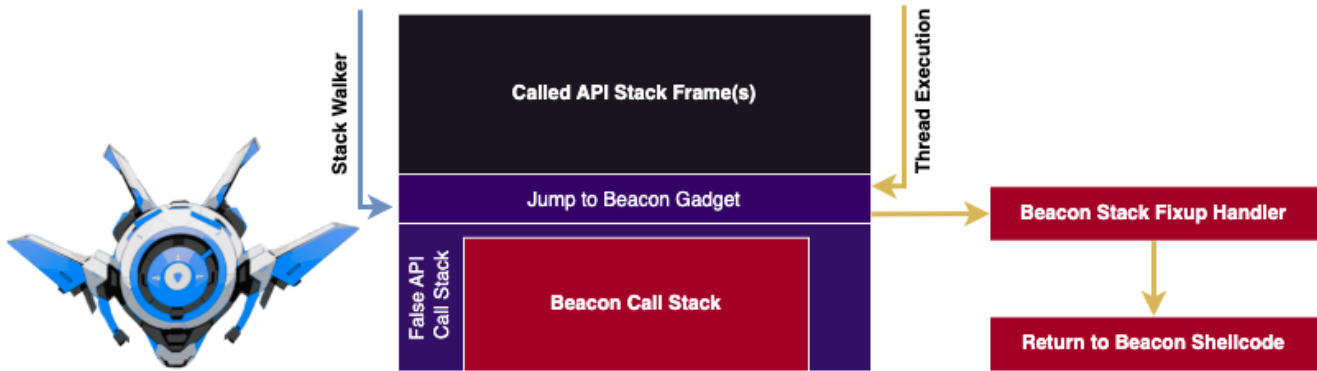 Stack Walker
Called API Stack Frame(s)
Thread Execution
Jump to Beacon Gadget
False API
Call Stack
Beacon Call Stack
Beacon Stack Fixup Handler
Return to Beacon Shellcode